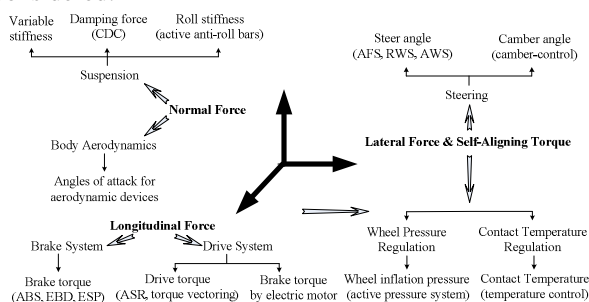 Variable
stiffness
Damping force
(CDC)
Roll stiffness
(active anti-roll bars)
Suspension
Normal Force
Body Aerodynamics
Angles of attack for
aerodynamic devices
Steer angle
(AFS, RWS, AWS)
Camber angle
(camber-control)
Steering
Lateral Force & Self-Aligning Torque
Longitudinal Force
Brake System
Drive System
Brake torque
(ABS, EBD, ESP)
Drive torque
(ASR, torque vectoring)
Brake torque
by electric motor
Wheel Pressure
Regulation
Contact Temperature
Regulation
Wheel inflation pressure
(active pressure system)
Contact Temperature
(temperature control)